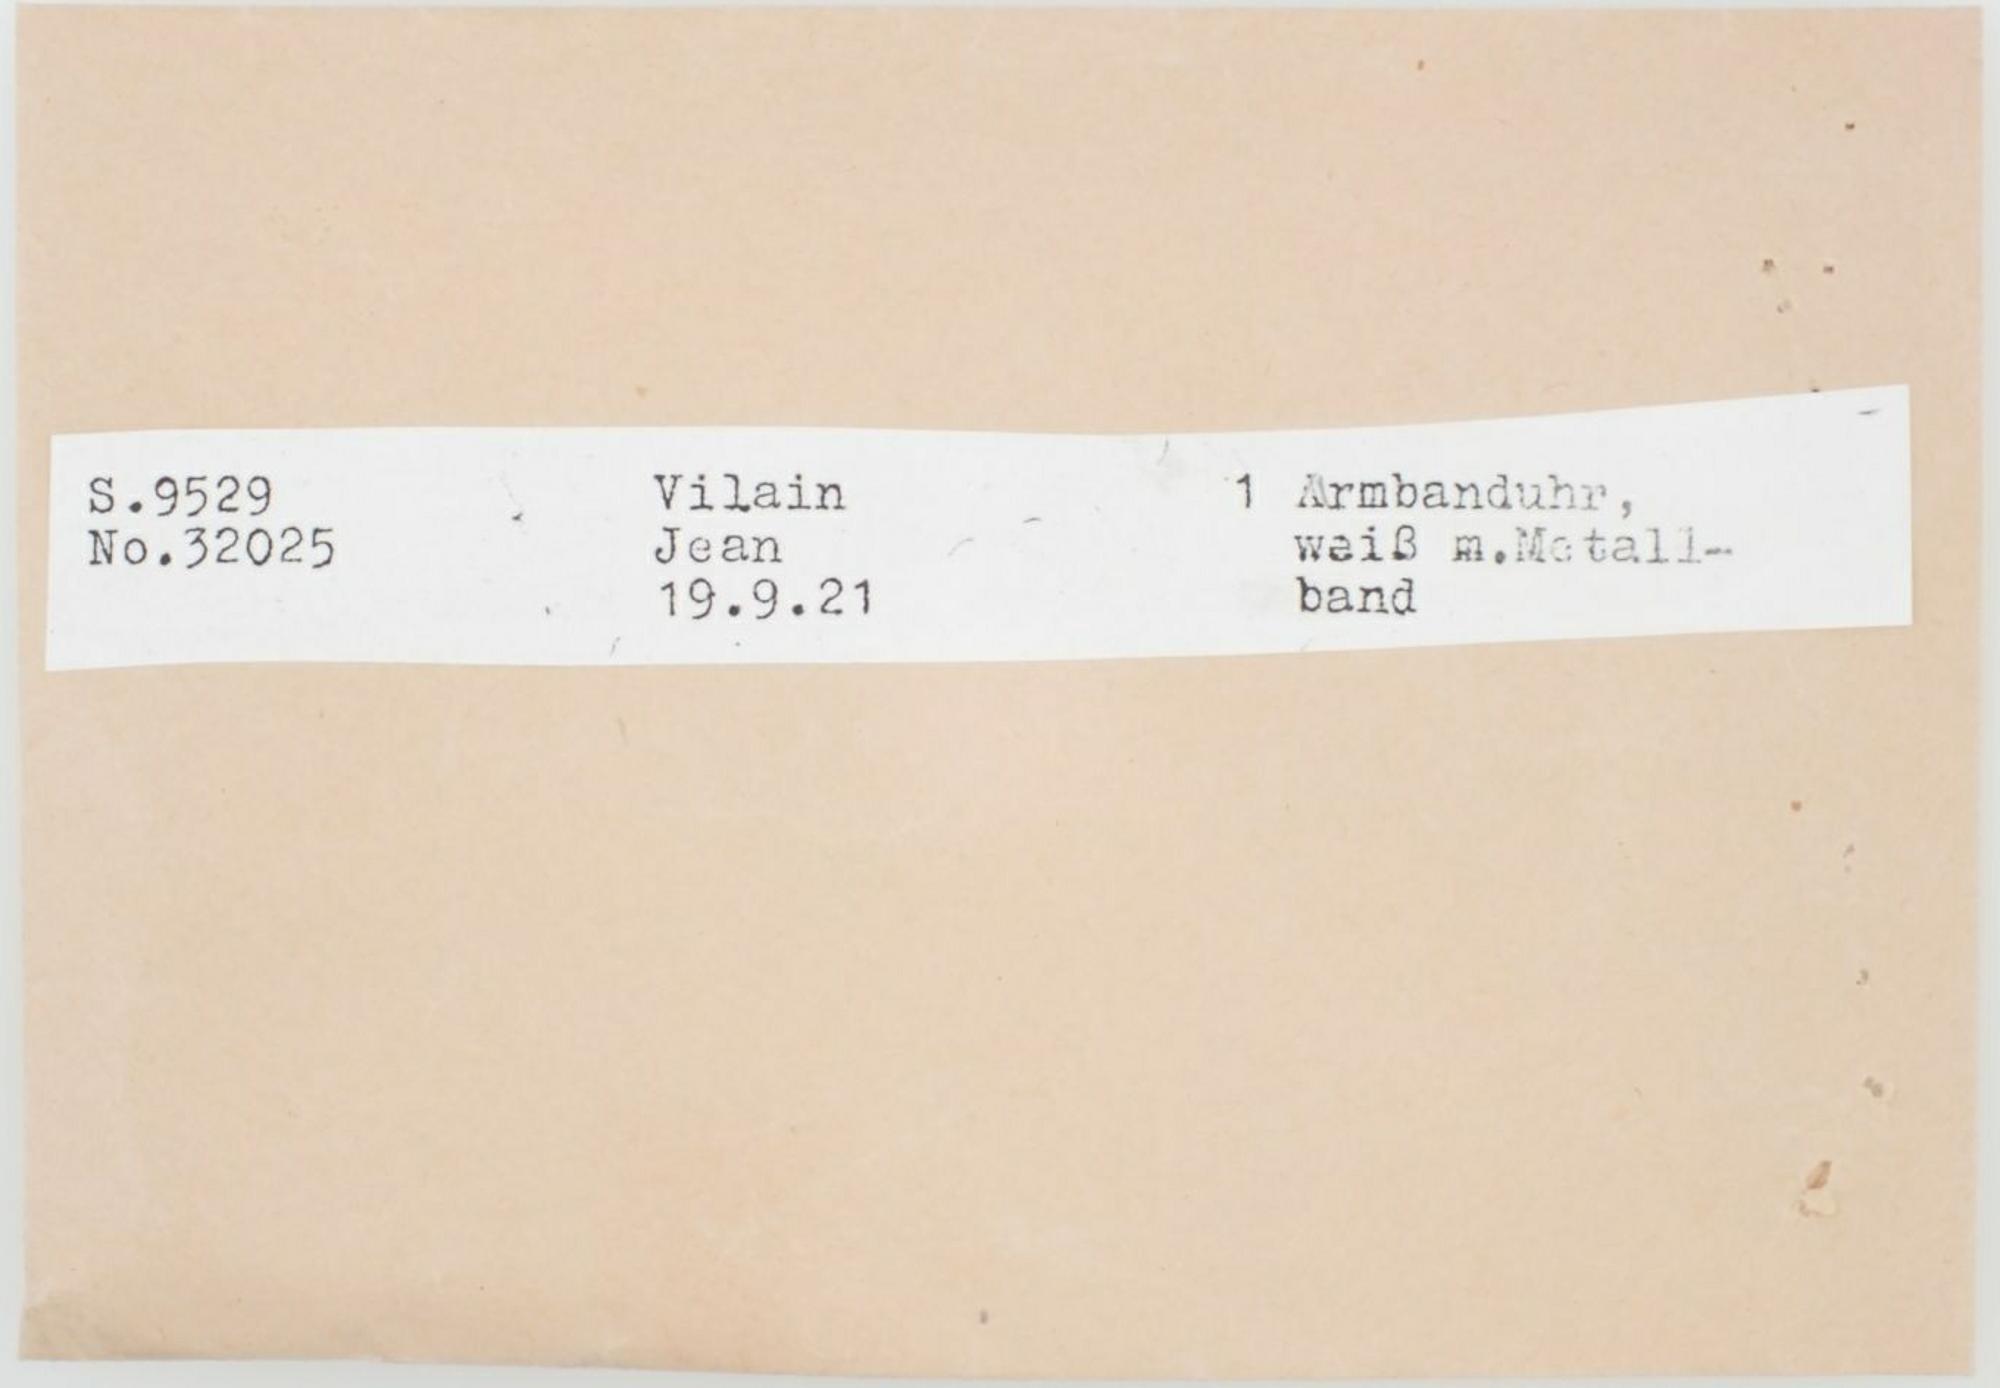 S.9529
No.32025
Vilain
Jean
19.9.21
1 Armbanduhr,
weiß m.Metall-
band